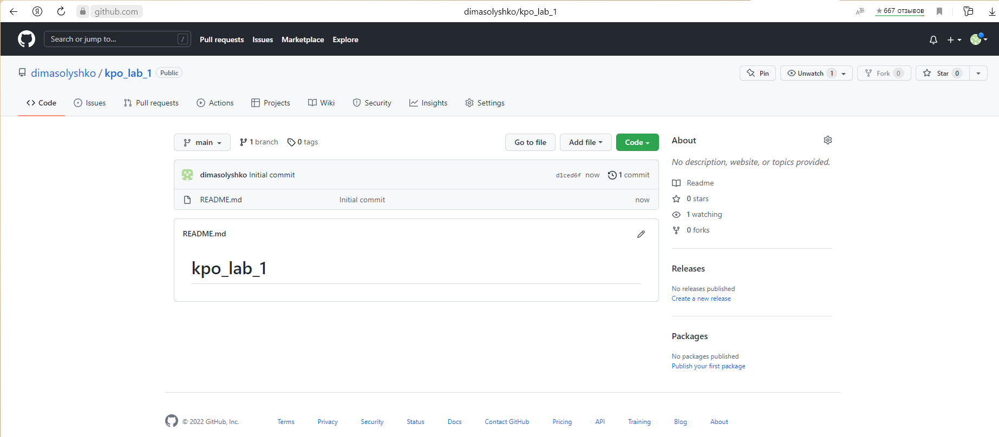 github.com dimasolyshko/kpo_lab_1 ★667 отзывов
Search or jump to... / Pull requests Issues Marketplace Explore
dimasolyshko / kpo_lab_1 Public Pin Unwatch 1 Fork 0 Star 0
Code Issues Pull requests Actions Projects Wiki Security Insights Settings
main 1 branch 0 tags Go to file Add file Code
dimasolyshko Initial commit d1ced6f now 1 commit
README.md Initial commit now
README.md
kpo_lab_1
About
No description, website, or topics provided.
Readme
0 stars
1 watching
0 forks
Releases
No releases published
Create a new release
Packages
No packages published
Publish your first package
© 2022 GitHub, Inc. Terms Privacy Security Status Docs Contact GitHub Pricing API Training Blog About